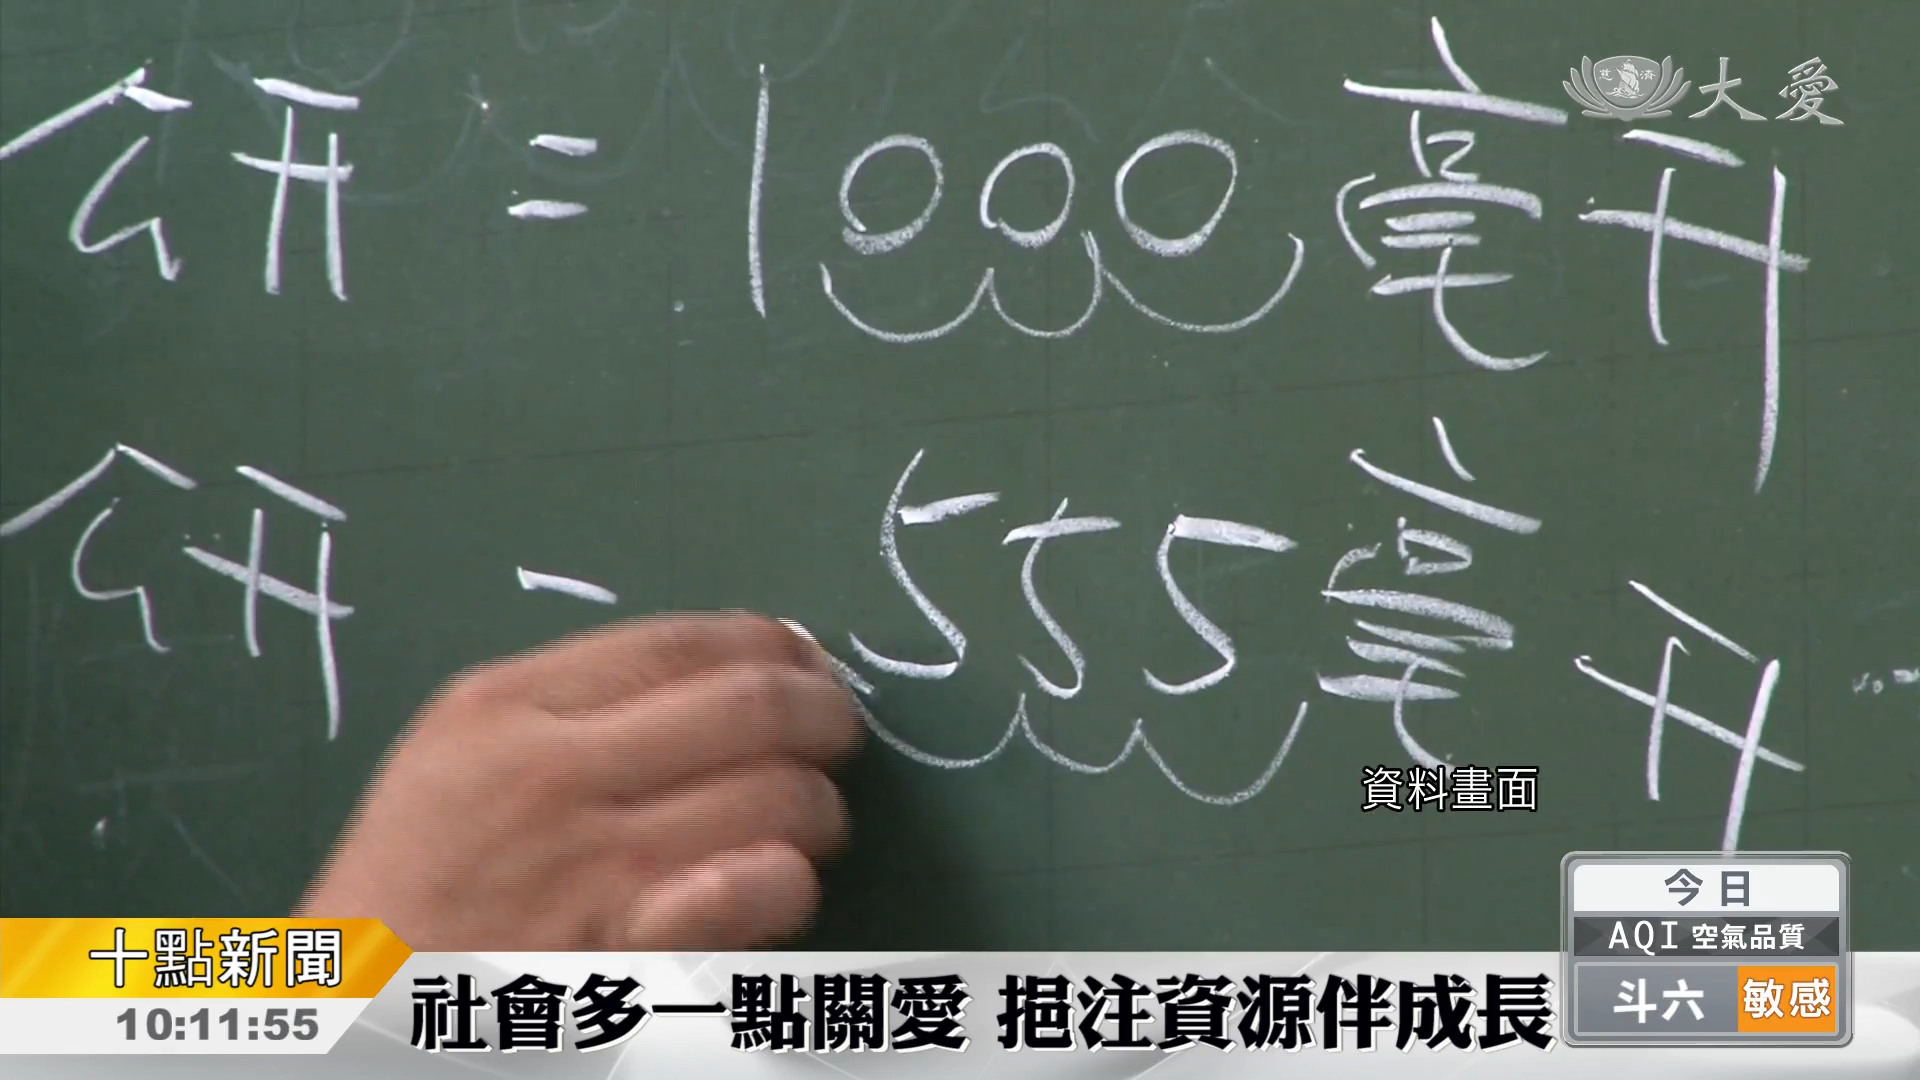 慈濟 大愛
公升 = 1000 毫升
公升 - 555 毫升
資料畫面
今日
AQI 空氣品質
斗六 敏感
十點新聞
10:11:55
社會多一點關愛 挹注資源伴成長